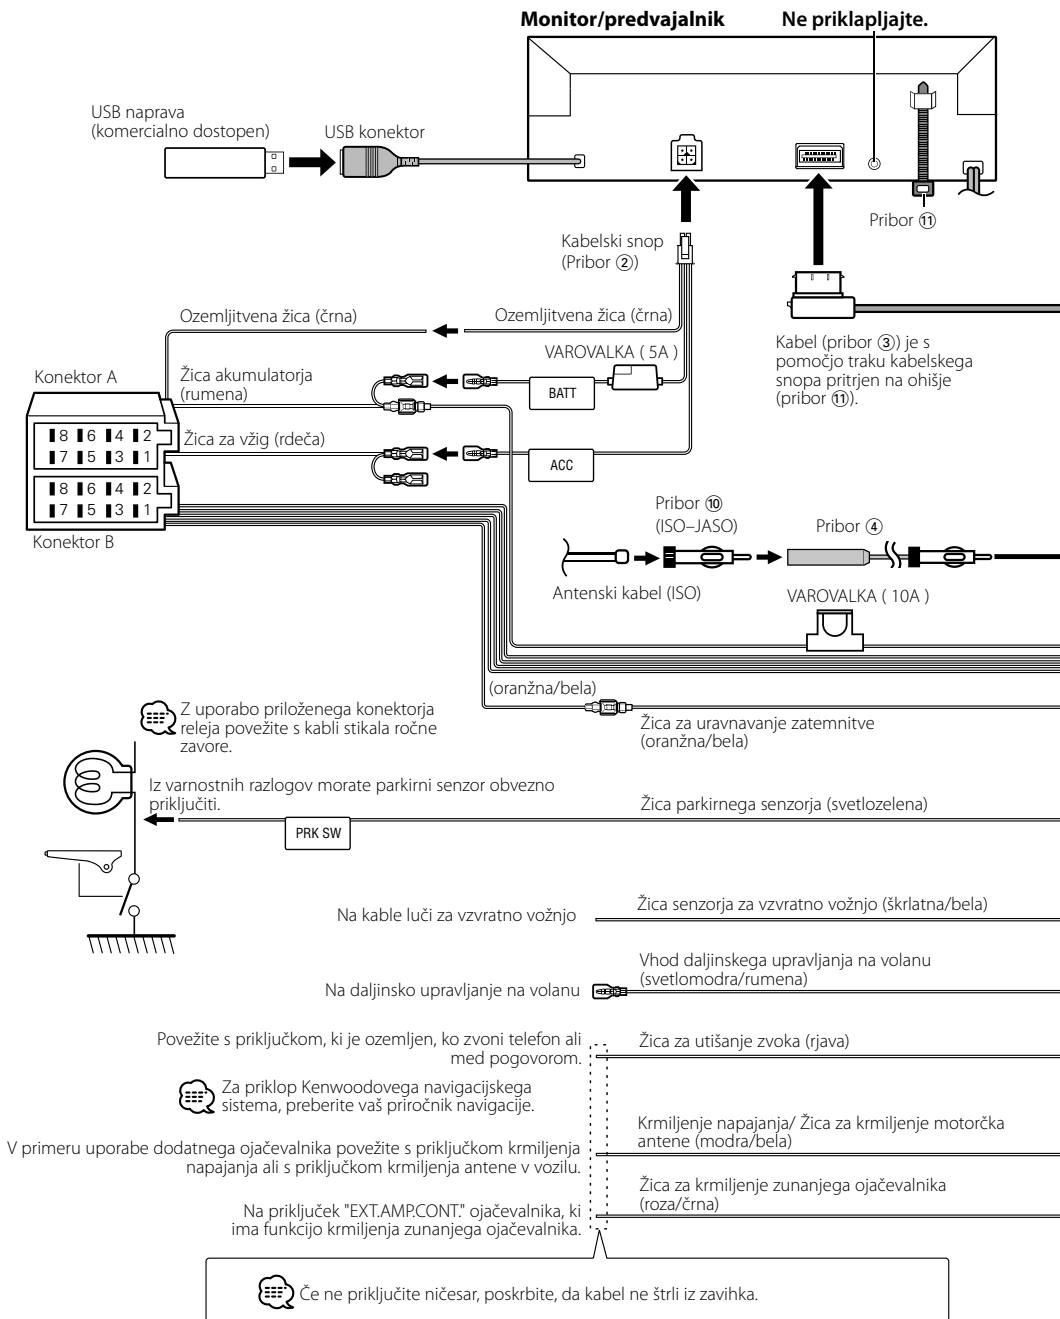 Monitor/predvajalnik
Ne priklapljajte.
USB naprava
(komercialno dostopen)
USB konektor
Pribor ⑪
Kabelski snop
(Pribor ②)
Ozemljitvena žica (črna)
Ozemljitvena žica (črna)
VAROVALKA ( 5A )
Kabel (pribor ③) je s
pomočjo traku kabelskega
snopa pritrjen na ohišje
(pribor ⑪).
Konektor A
Žica akumulatorja
(rumena)
BATT
8 6 4 2
7 5 3 1
Žica za vžig (rdeča)
ACC
8 6 4 2
7 5 3 1
Konektor B
Pribor ⑩
(ISO–JASO)
Pribor ④
Antenski kabel (ISO)
VAROVALKA ( 10A )
(oranžna/bela)
Žica za uravnavanje zatemnitve
(oranžna/bela)
Z uporabo priloženega konektorja
releja povežite s kabli stikala ročne
zavore.
Iz varnostnih razlogov morate parkirni senzor obvezno
priključiti.
Žica parkirnega senzorja (svetlozelena)
PRK SW
Na kable luči za vzvratno vožnjo
Žica senzorja za vzvratno vožnjo (škrlatna/bela)
Na daljinsko upravljanje na volanu
Vhod daljinskega upravljanja na volanu
(svetlomodra/rumena)
Povežite s priključkom, ki je ozemljen, ko zvoni telefon ali
med pogovorom.
Žica za utišanje zvoka (rjava)
Za priklop Kenwoodovega navigacijskega
sistema, preberite vaš priročnik navigacije.
V primeru uporabe dodatnega ojačevalnika povežite s priključkom krmiljenja
napajanja ali s priključkom krmiljenja antene v vozilu.
Krmiljenje napajanja/ Žica za krmiljenje motorčka
antene (modra/bela)
Na priključek "EXT.AMP.CONT." ojačevalnika, ki
ima funkcijo krmiljenja zunanjega ojačevalnika.
Žica za krmiljenje zunanjega ojačevalnika
(roza/črna)
Če ne priključite ničesar, poskrbite, da kabel ne štrli iz zavihka.